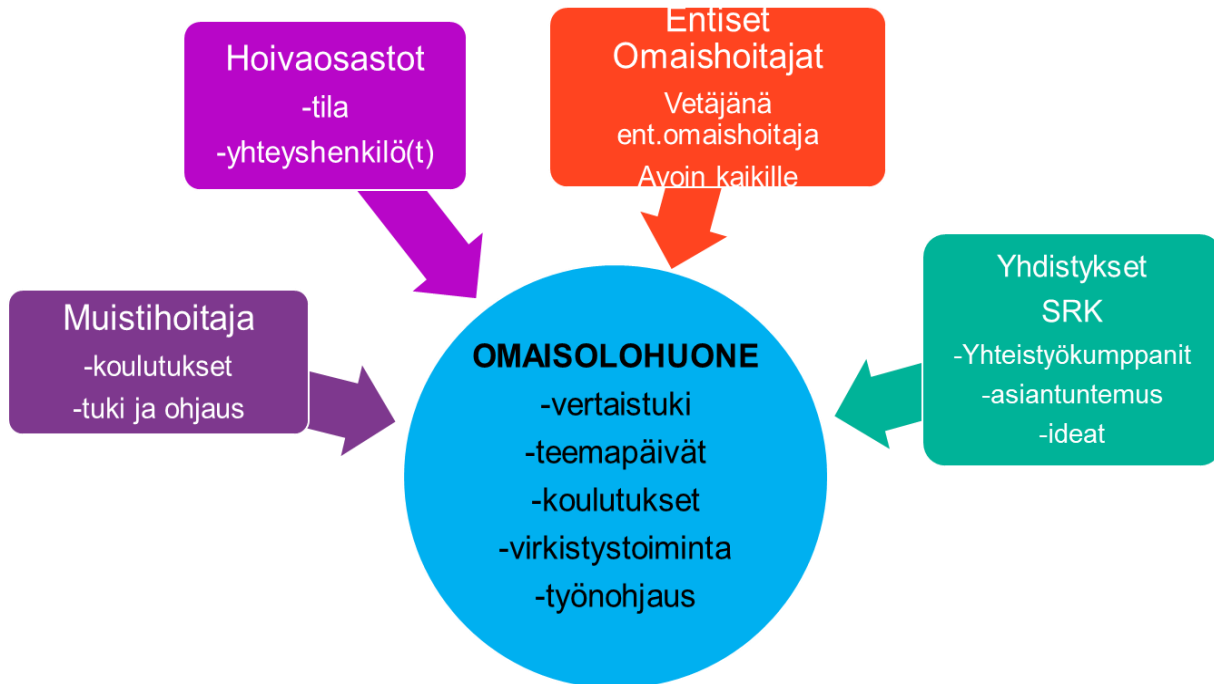 Hoivaosastot
-tila
-yhteyshenkilö(t)
Entiset
Omaishoitajat
Vetäjänä
ent.omaishoitaja
Avoin kaikille
Yhdistykset
SRK
-Yhteistyökumppanit
-asiantuntemus
-ideat
Muistihoitaja
-koulutukset
-tuki ja ohjaus
OMAISOLOHUONE
-vertaistuki
-teemapäivät
-koulutukset
-virkistystoiminta
-työnohjaus